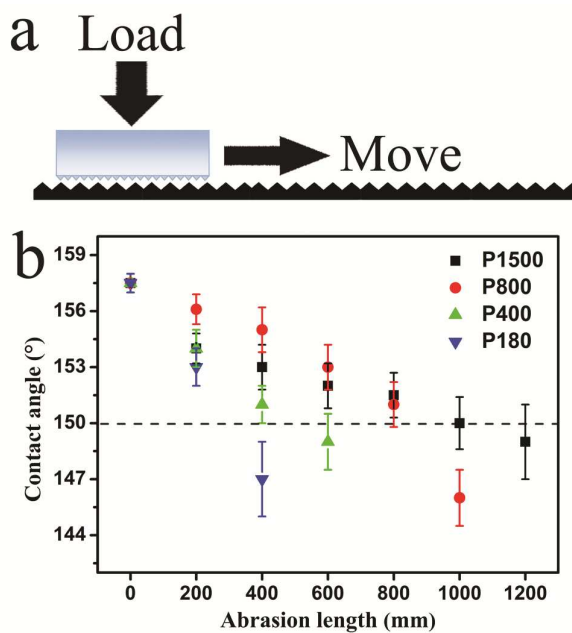 a
Load
Move
b
159
156
153
150
147
144
Contact angle (°)
P1500
P800
P400
P180
0 200 400 600 800 1000 1200
Abrasion length (mm)